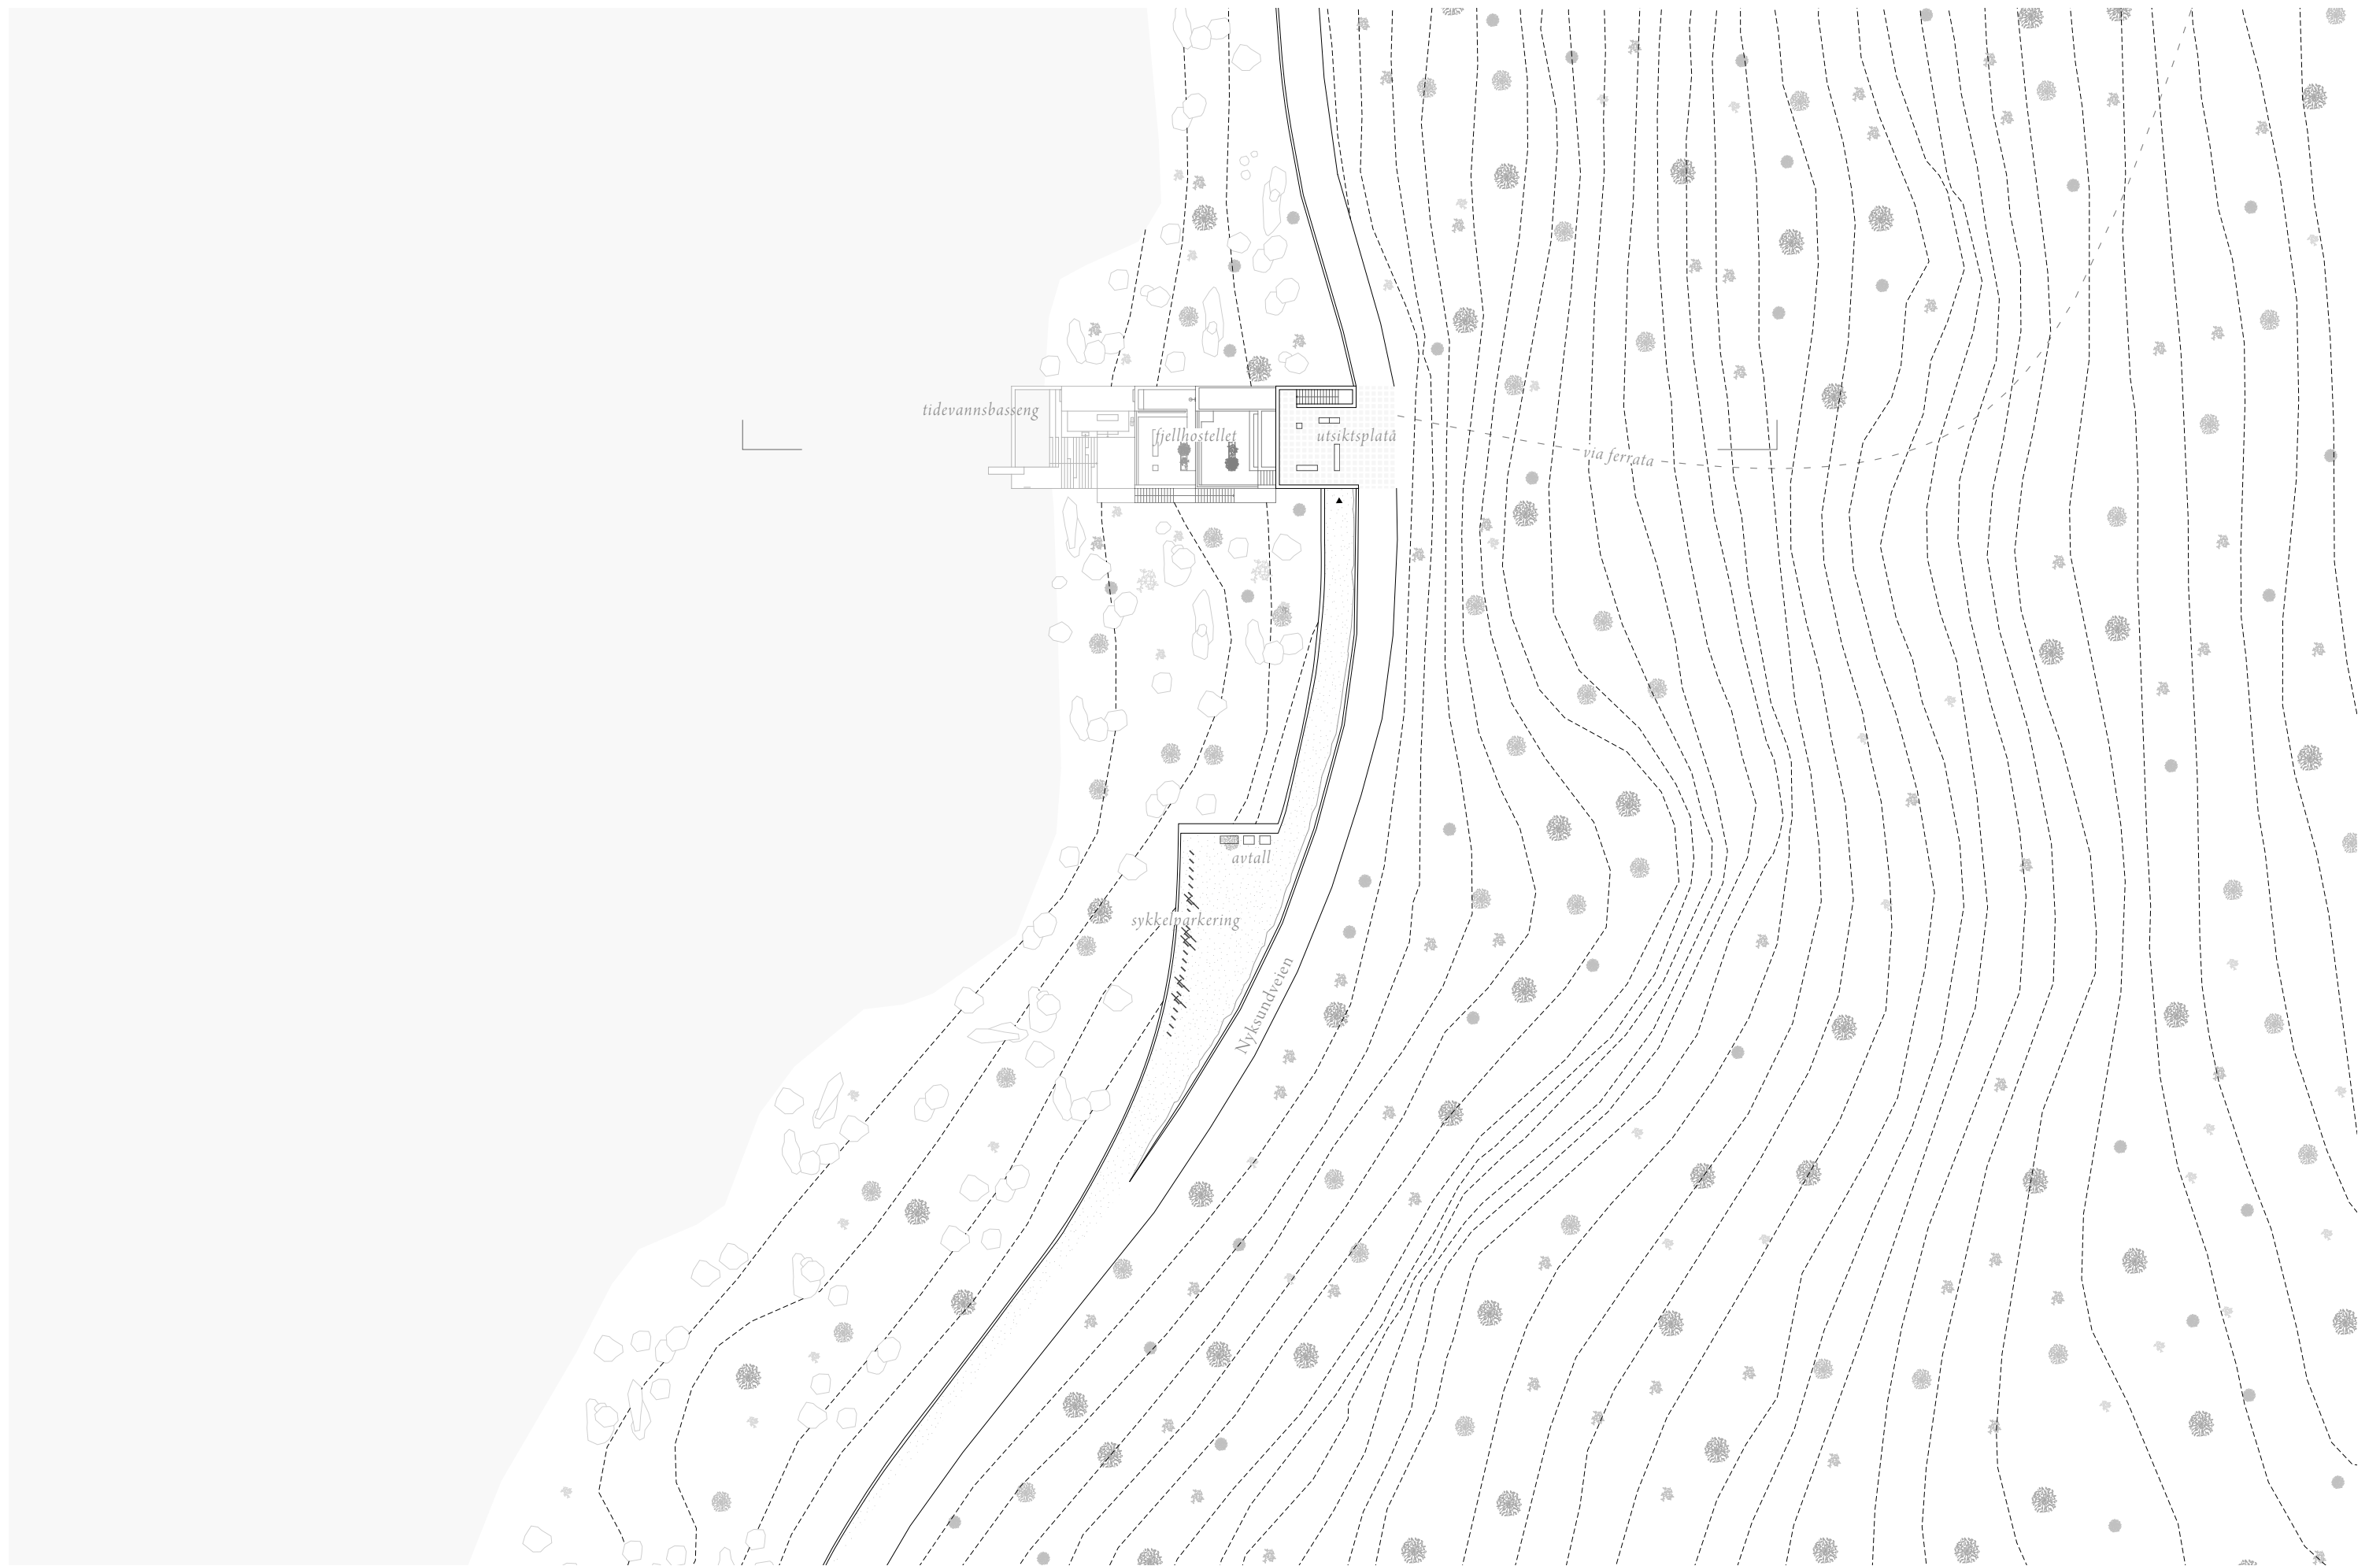 tidevannsbasseng
fjellhostellet
utsiktsplatå
via ferrata
avtall
sykkelparkering
Nyksundveien